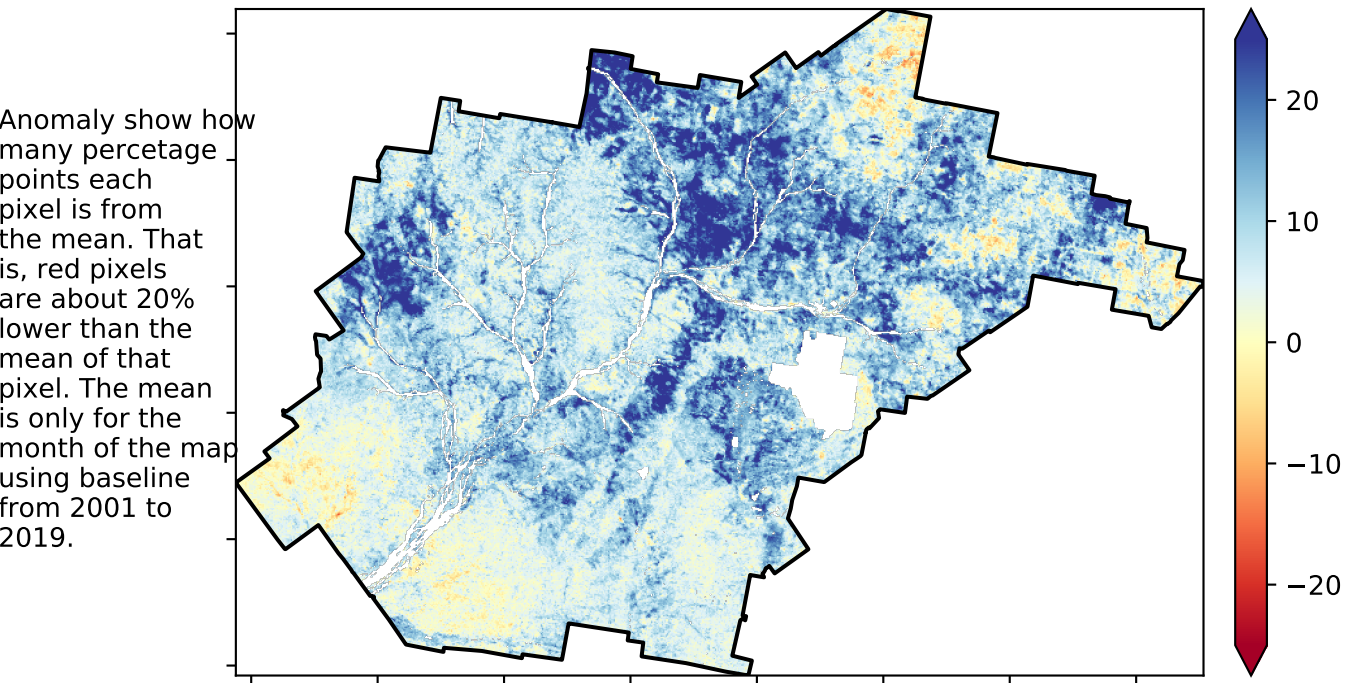 Anomaly show how
many percetage
points each
pixel is from
the mean. That
is, red pixels
are about 20%
lower than the
mean of that
pixel. The mean
is only for the
month of the map
using baseline
from 2001 to
2019.
20
10
0
−10
−20